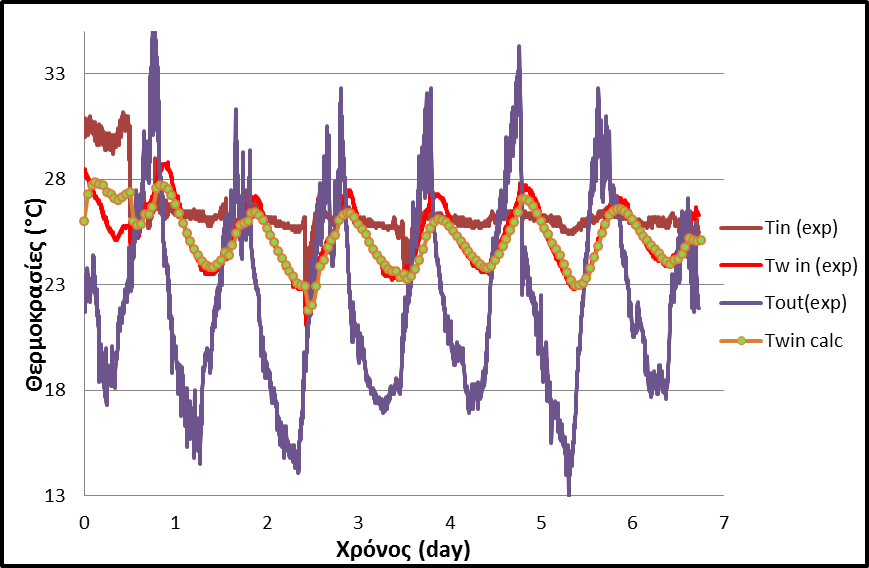 Θερμοκρασίες (°C)
33
28
23
18
13
0 1 2 3 4 5 6 7
Χρόνος (day)
Tin (exp)
Tw in (exp)
Tout(exp)
Twin calc